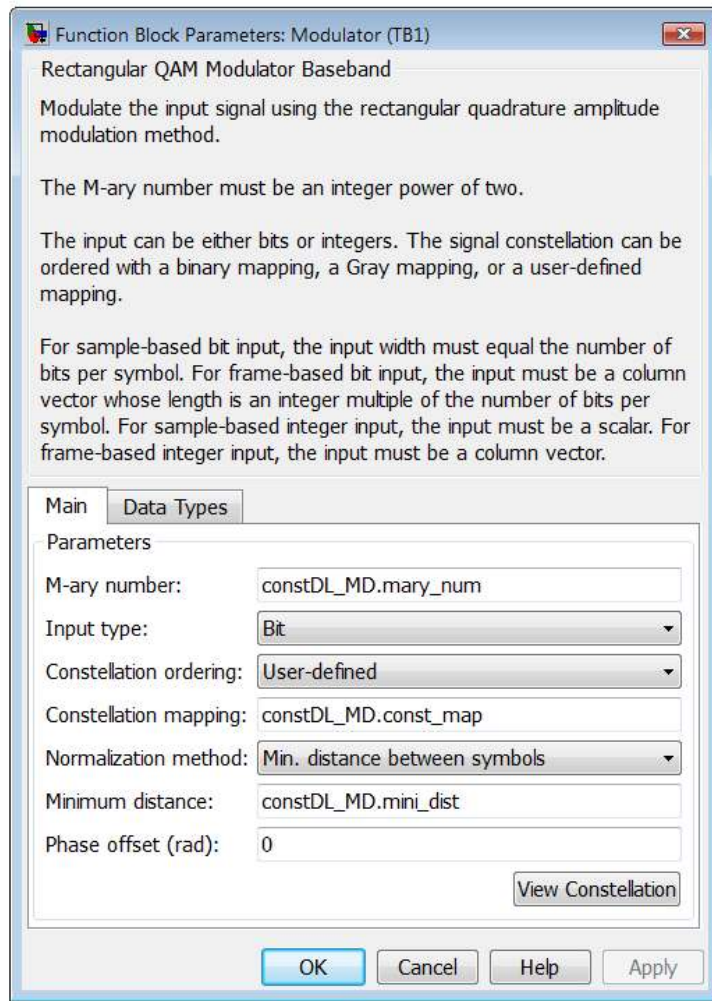 Function Block Parameters: Modulator (TB1)
Rectangular QAM Modulator Baseband
Modulate the input signal using the rectangular quadrature amplitude
modulation method.
The M-ary number must be an integer power of two.
The input can be either bits or integers. The signal constellation can be
ordered with a binary mapping, a Gray mapping, or a user-defined
mapping.
For sample-based bit input, the input width must equal the number of
bits per symbol. For frame-based bit input, the input must be a column
vector whose length is an integer multiple of the number of bits per
symbol. For sample-based integer input, the input must be a scalar. For
frame-based integer input, the input must be a column vector.
Main Data Types
Parameters
M-ary number: constDL_MD.mary_num
Input type: Bit
Constellation ordering: User-defined
Constellation mapping: constDL_MD.const_map
Normalization method: Min. distance between symbols
Minimum distance: constDL_MD.mini_dist
Phase offset (rad): 0
View Constellation
OK Cancel Help Apply